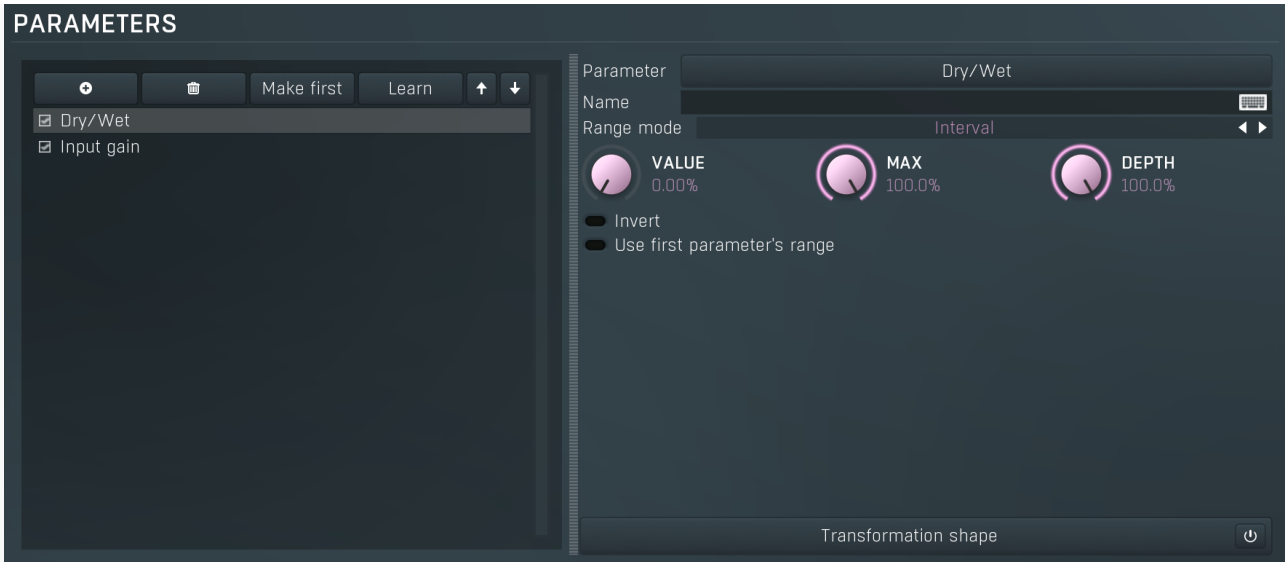 PARAMETERS
Make first Learn
Dry/Wet
Input gain
Parameter Dry/Wet
Name
Range mode Interval
VALUE MAX DEPTH
0.00% 100.0% 100.0%
Invert
Use first parameter's range
Transformation shape